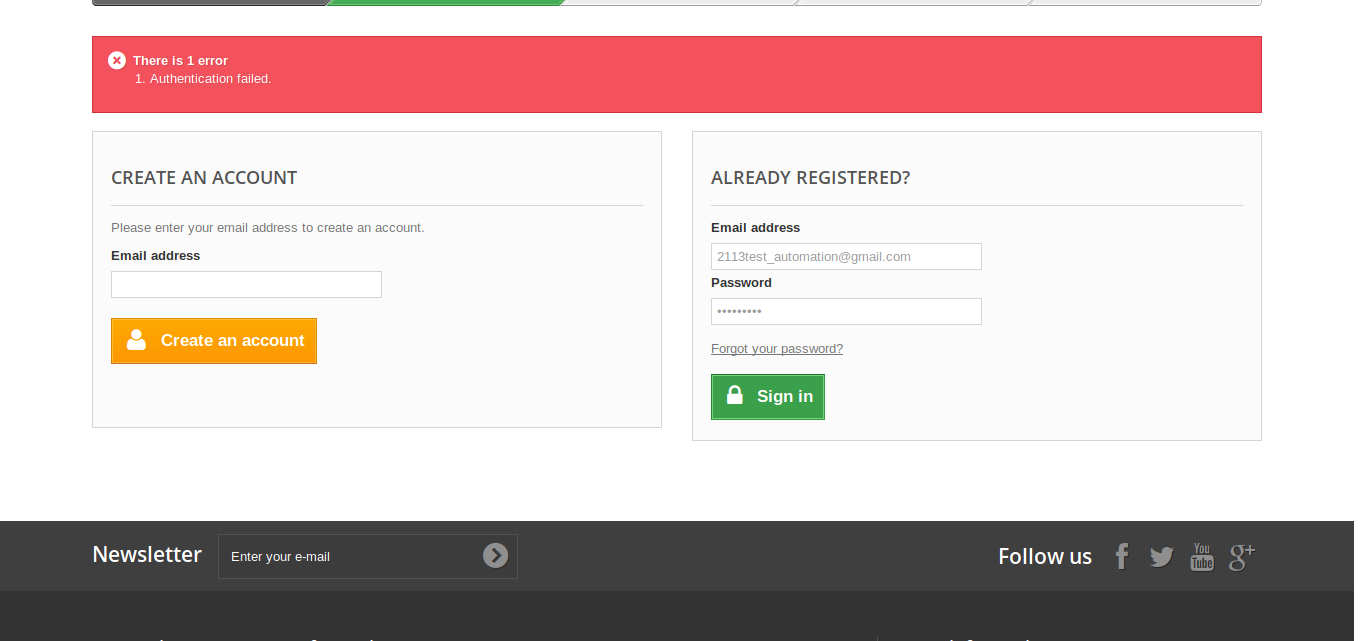 There is 1 error
1. Authentication failed.
CREATE AN ACCOUNT
Please enter your email address to create an account.
Email address
Create an account
ALREADY REGISTERED?
Email address
2113test_automation@gmail.com
Password
•••••••••
Forgot your password?
Sign in
Newsletter
Enter your e-mail
Follow us
You
Tube
g+